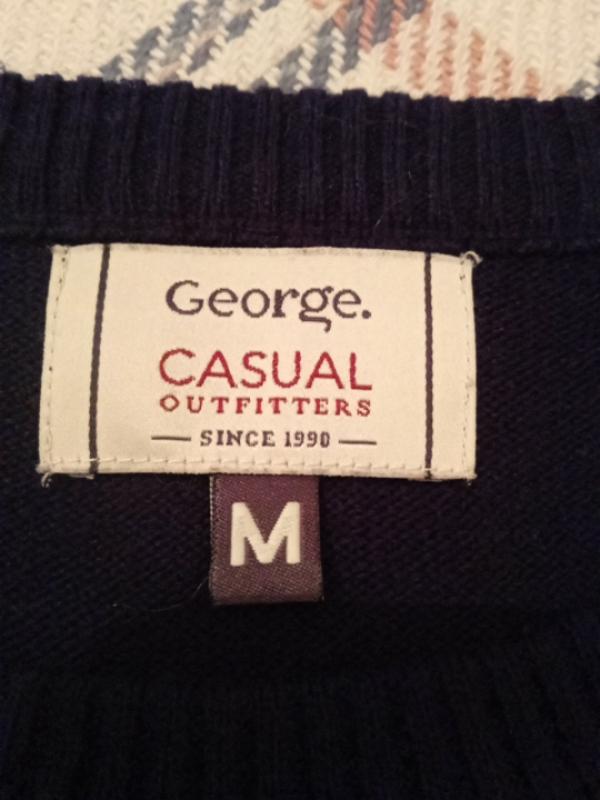 George.
CASUAL
OUTFITTERS
SINCE 1990
M